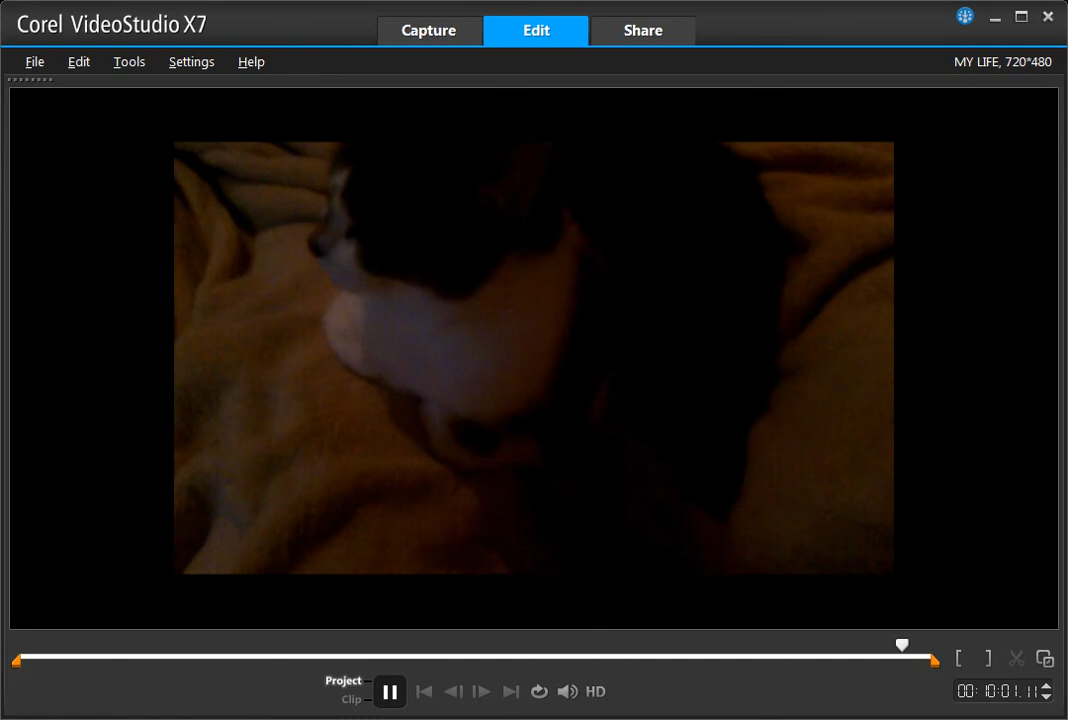 Corel VideoStudio X7
Capture Edit Share
File Edit Tools Settings Help MY LIFE, 720*480
Project
Clip
HD
00:10:01.11